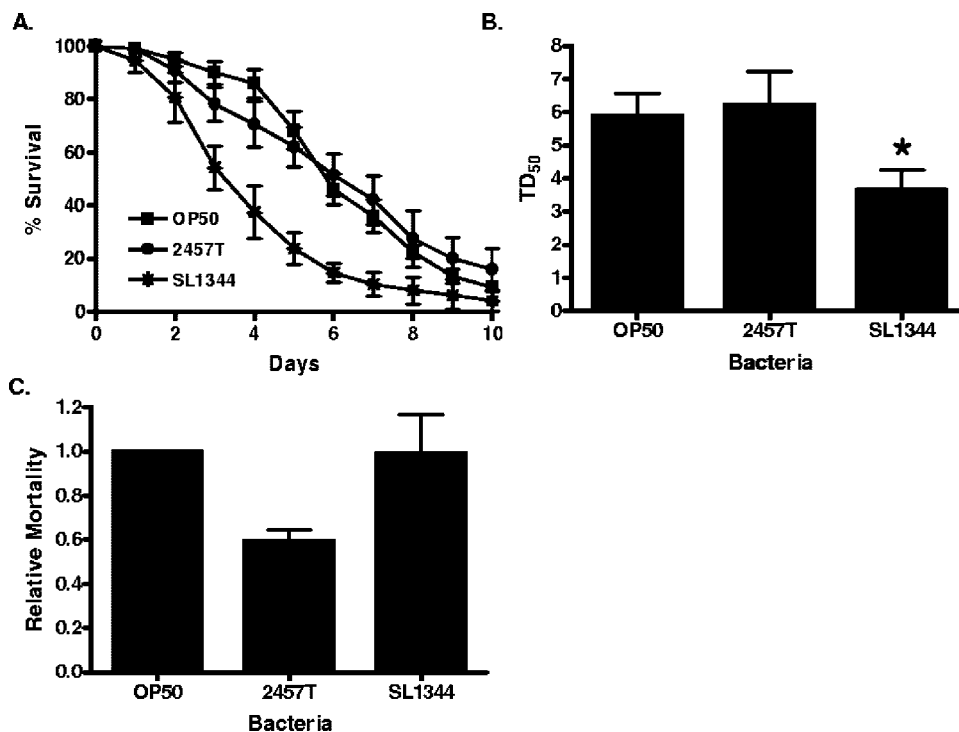 A.
% Survival
100
80
60
40
20
0
OP50
2457T
SL1344
0 2 4 6 8 10
Days
B.
TD50
8
7
6
5
4
3
2
1
0
*
OP50 2457T SL1344
Bacteria
C.
Relative Mortality
1.2
1.0
0.8
0.6
0.4
0.2
0.0
OP50 2457T SL1344
Bacteria